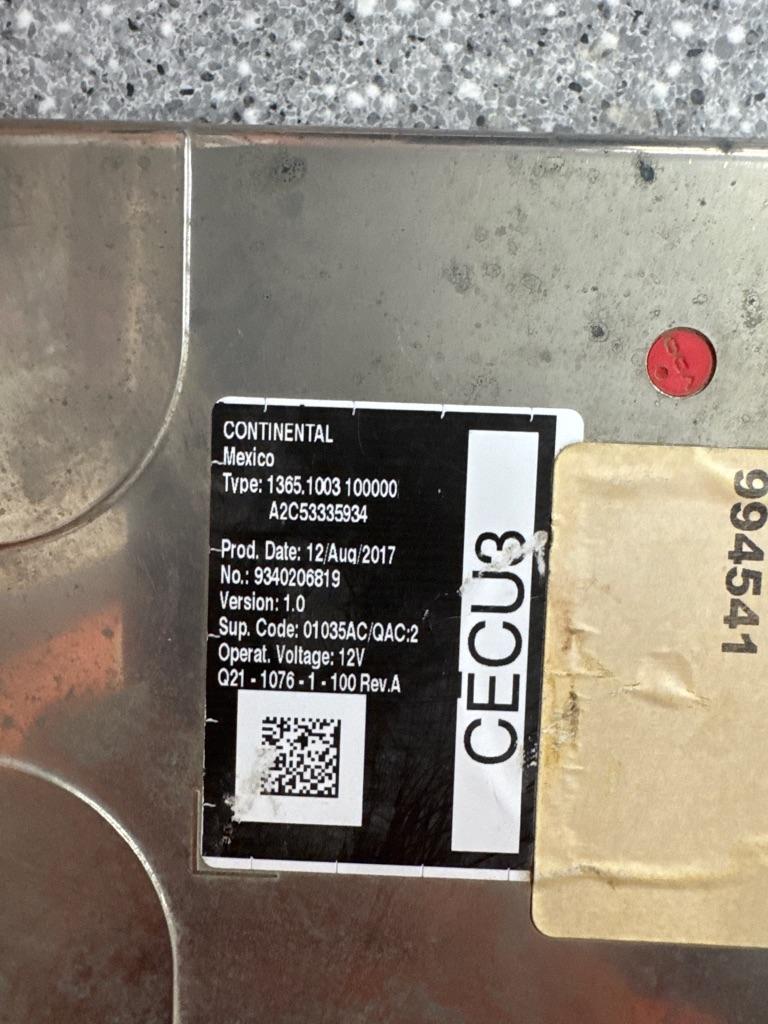 CONTINENTAL
Mexico
Type: 1365.1003 100000
A2C53335934
Prod. Date: 12/Aug/2017
No.: 9340206819
Version: 1.0
Sup. Code: 01035AC/QAC:2
Operat. Voltage: 12V
Q21 - 1076 - 1 - 100 Rev.A
CECU3
994541